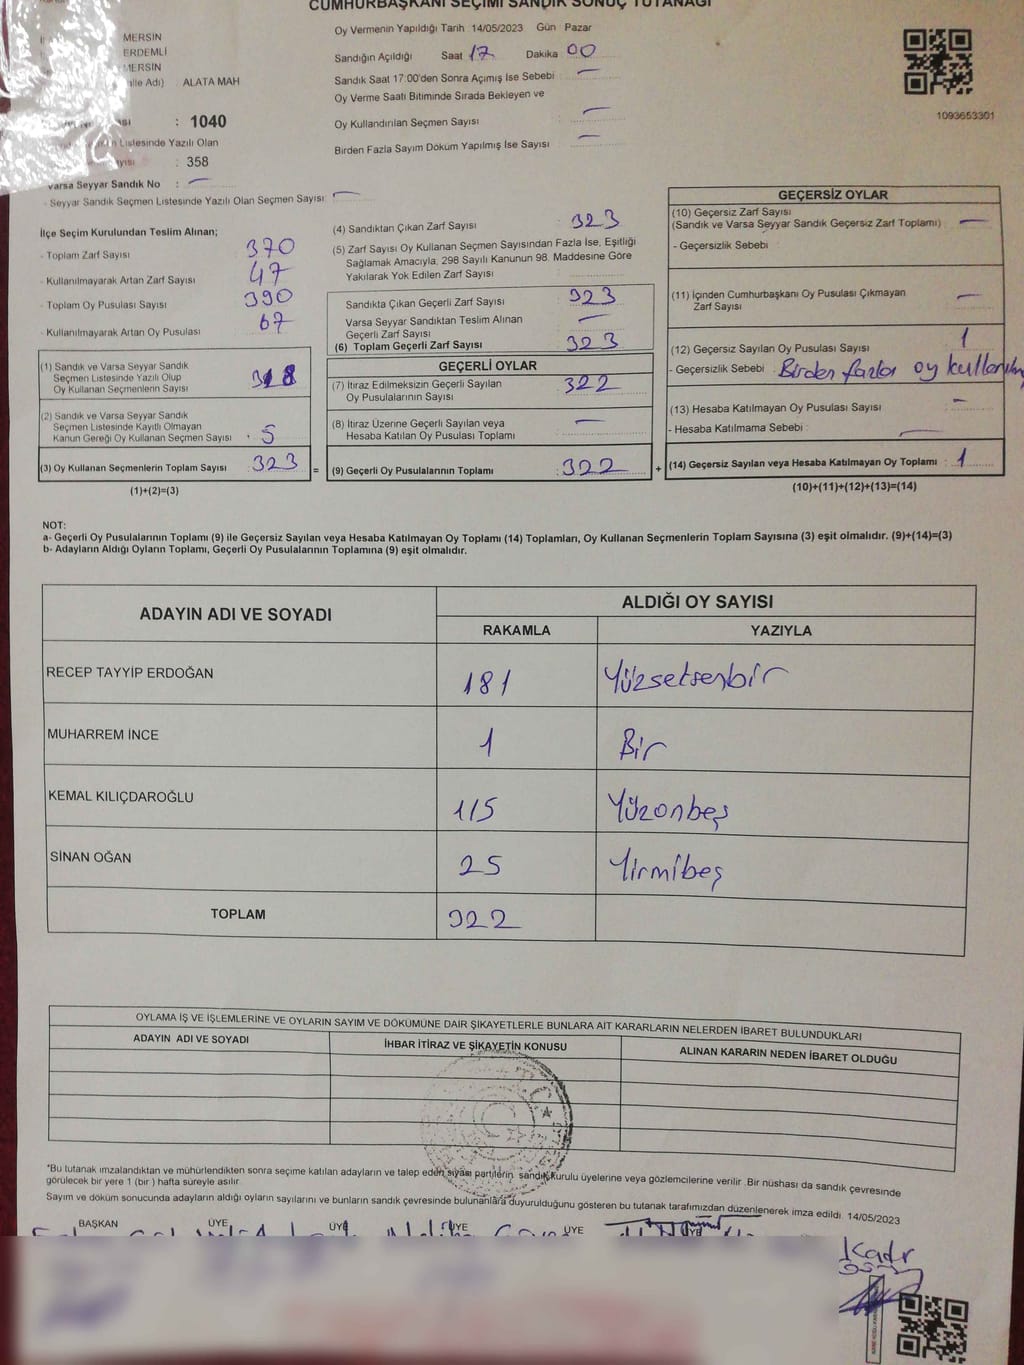 CUMHURBAŞKANI SEÇİMİ SANDIK SONUÇ TUTANAĞI
MERSİN
ERDEMLİ
MERSİN
ALATA MAH
: 1040
Listesinde Yazılı Olan
: 358
Varsa Seyyar Sandık No : —
- Seyyar Sandık Seçmen Listesinde Yazılı Olan Seçmen Sayısı: —
Oy Vermenin Yapıldığı Tarih 14/05/2023 Gün Pazar
Sandığın Açıldığı Saat 17 Dakika 00
Sandık Saat 17:00'den Sonra Açımış İse Sebebi —
Oy Verme Saati Bitiminde Sırada Bekleyen ve
Oy Kullandırılan Seçmen Sayısı —
Birden Fazla Sayım Döküm Yapılmış İse Sayısı —
1093653301
İlçe Seçim Kurulundan Teslim Alınan;
- Toplam Zarf Sayısı 370
- Kullanılmayarak Artan Zarf Sayısı 47
- Toplam Oy Pusulası Sayısı 390
- Kullanılmayarak Artan Oy Pusulası 67
(1) Sandık ve Varsa Seyyar Sandık
Seçmen Listesinde Yazılı Olup
Oy Kullanan Seçmenlerin Sayısı 318
(2) Sandık ve Varsa Seyyar Sandık
Seçmen Listesinde Kayıtlı Olmayan
Kanun Gereği Oy Kullanan Seçmen Sayısı 5
(3) Oy Kullanan Seçmenlerin Toplam Sayısı 323
(1)+(2)=(3)
=
(4) Sandıktan Çıkan Zarf Sayısı 323
(5) Zarf Sayısı Oy Kullanan Seçmen Sayısından Fazla İse, Eşitliği
Sağlamak Amacıyla, 298 Sayılı Kanunun 98. Maddesine Göre
Yakılarak Yok Edilen Zarf Sayısı
Sandıkta Çıkan Geçerli Zarf Sayısı 323
Varsa Seyyar Sandıktan Teslim Alınan
Geçerli Zarf Sayısı —
(6) Toplam Geçerli Zarf Sayısı 323
GEÇERLİ OYLAR
(7) İtiraz Edilmeksizin Geçerli Sayılan
Oy Pusulalarının Sayısı 322
(8) İtiraz Üzerine Geçerli Sayılan veya
Hesaba Katılan Oy Pusulası Toplamı —
(9) Geçerli Oy Pusulalarının Toplamı 322
+
GEÇERSİZ OYLAR
(10) Geçersiz Zarf Sayısı
(Sandık ve Varsa Seyyar Sandık Geçersiz Zarf Toplamı) —
- Geçersizlik Sebebi
(11) İçinden Cumhurbaşkanı Oy Pusulası Çıkmayan
Zarf Sayısı —
(12) Geçersiz Sayılan Oy Pusulası Sayısı 1
- Geçersizlik Sebebi Birden fazla oy
(13) Hesaba Katılmayan Oy Pusulası Sayısı —
- Hesaba Katılmama Sebebi —
(14) Geçersiz Sayılan veya Hesaba Katılmayan Oy Toplamı : 1
(10)+(11)+(12)+(13)=(14)
NOT:
a- Geçerli Oy Pusulalarının Toplamı (9) ile Geçersiz Sayılan veya Hesaba Katılmayan Oy Toplamı (14) Toplamları, Oy Kullanan Seçmenlerin Toplam Sayısına (3) eşit olmalıdır. (9)+(14)=(3)
b- Adayların Aldığı Oyların Toplamı, Geçerli Oy Pusulalarının Toplamına (9) eşit olmalıdır.
ADAYIN ADI VE SOYADI ALDIĞI OY SAYISI
RAKAMLA YAZIYLA
RECEP TAYYİP ERDOĞAN 181 Yüzseksenbir
MUHARREM İNCE 1 Bir
KEMAL KILIÇDAROĞLU 115 Yüzonbeş
SİNAN OĞAN 25 Yirmibeş
TOPLAM 322
OYLAMA İŞ VE İŞLEMLERİNE VE OYLARIN SAYIM VE DÖKÜMÜNE DAİR ŞİKAYETLERLE BUNLARA AİT KARARLARIN NELERDEN İBARET BULUNDUKLARI
ADAYIN ADI VE SOYADI İHBAR İTİRAZ VE ŞİKAYETİN KONUSU ALINAN KARARIN NEDEN İBARET OLDUĞU
*Bu tutanak imzalandıktan ve mühürlendikten sonra seçime katılan adayların ve talep eden siyasi partilerin, sandık kurulu üyelerine veya gözlemcilerine verilir. Bir nüshası da sandık çevresinde
görülecek bir yere 1 (bir) hafta süreyle asılır.
Sayım ve döküm sonucunda adayların aldığı oyların sayılarını ve bunların sandık çevresinde bulunanlara duyurulduğunu gösteren bu tutanak tarafımızdan düzenlenerek imza edildi. 14/05/2023
BAŞKAN ÜYE ÜYE ÜYE ÜYE ÜYE
Kadr